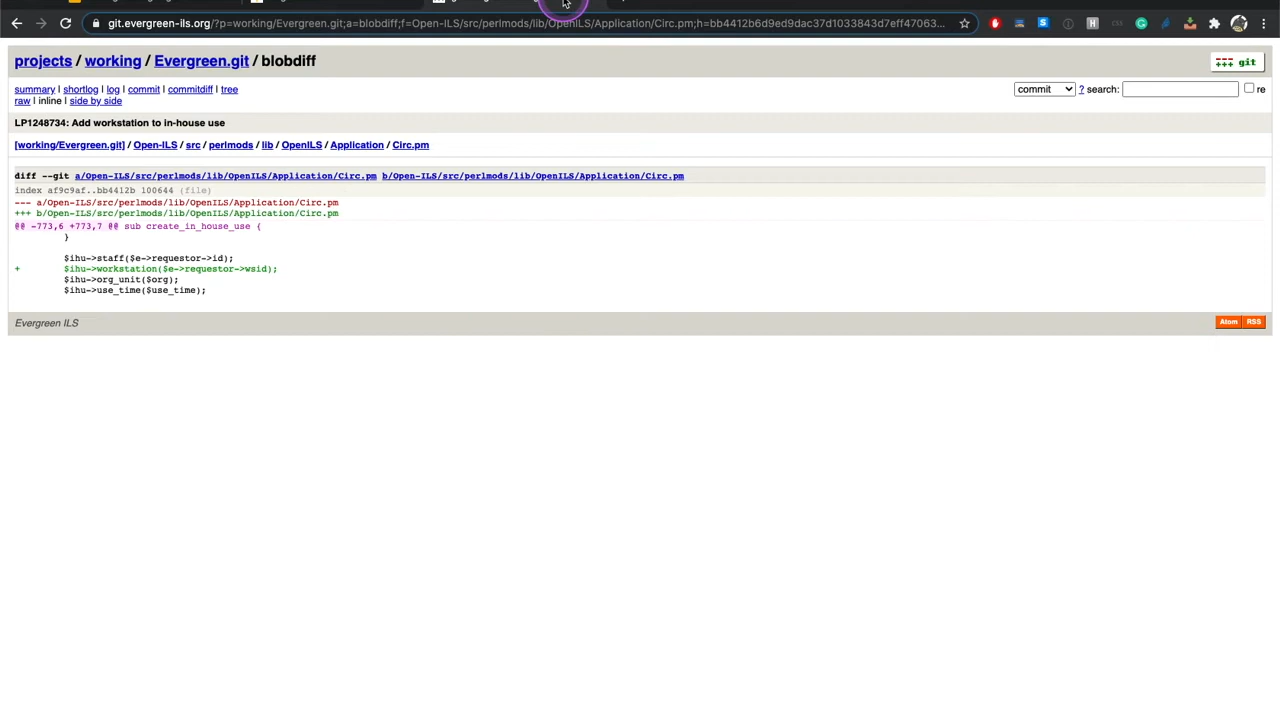 git.evergreen-ils.org/?p=working/Evergreen.git;a=blobdiff;f=Open-ILS/src/perlmods/lib/OpenILS/Application/Circ.pm;h=bb4412b6d9ed9dac37d1033843d7eff47063...
projects / working / Evergreen.git / blobdiff
git
summary | shortlog | log | commit | commitdiff | tree
commit ? search: re
raw | inline | side by side
LP1248734: Add workstation to in-house use
[working/Evergreen.git] / Open-ILS / src / perlmods / lib / OpenILS / Application / Circ.pm
diff --git a/Open-ILS/src/perlmods/lib/OpenILS/Application/Circ.pm b/Open-ILS/src/perlmods/lib/OpenILS/Application/Circ.pm
index af9c9af..bb4412b 100644 (file)
--- a/Open-ILS/src/perlmods/lib/OpenILS/Application/Circ.pm
+++ b/Open-ILS/src/perlmods/lib/OpenILS/Application/Circ.pm
@@ -773,6 +773,7 @@ sub create_in_house_use {
}
$ihu->staff($e->requestor->id);
+ $ihu->workstation($e->requestor->wsid);
$ihu->org_unit($org);
$ihu->use_time($use_time);
Evergreen ILS
Atom RSS